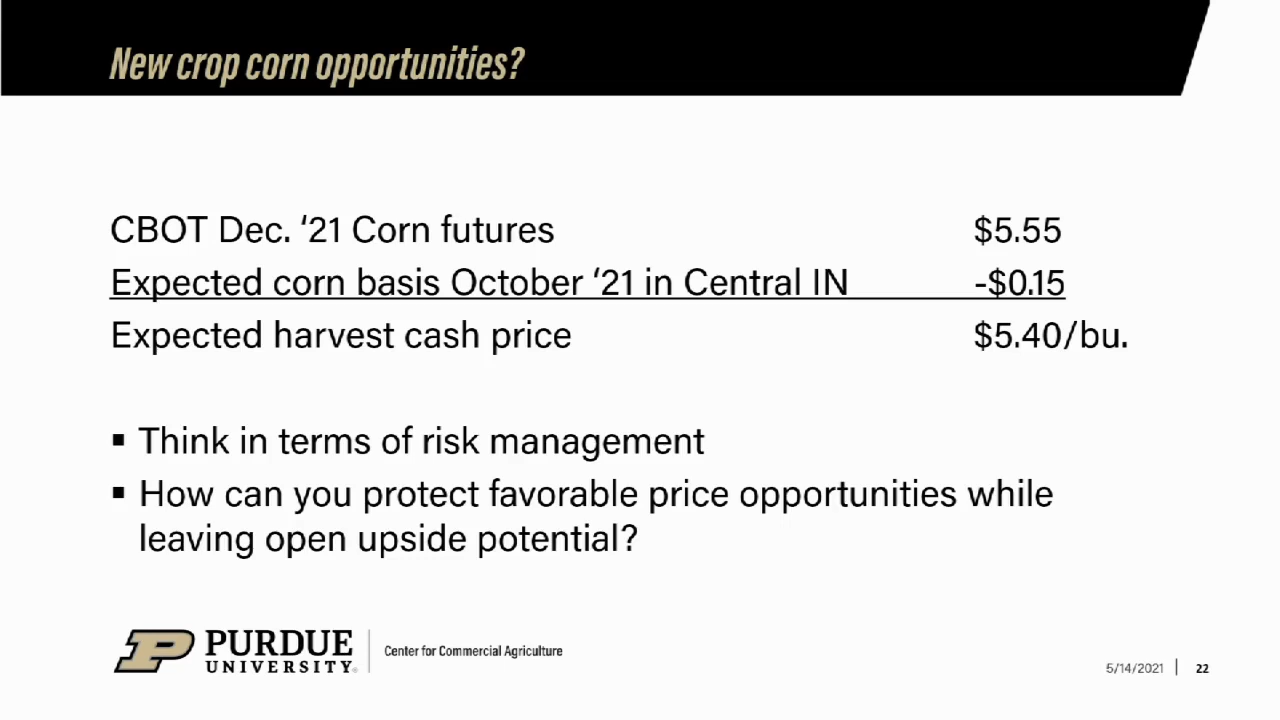 New crop corn opportunities?
CBOT Dec. ‘21 Corn futures $5.55
Expected corn basis October ‘21 in Central IN -$0.15
Expected harvest cash price $5.40/bu.
▪ Think in terms of risk management
▪ How can you protect favorable price opportunities while
leaving open upside potential?
P PURDUE
UNIVERSITY®
Center for Commercial Agriculture
5/14/2021 | 22